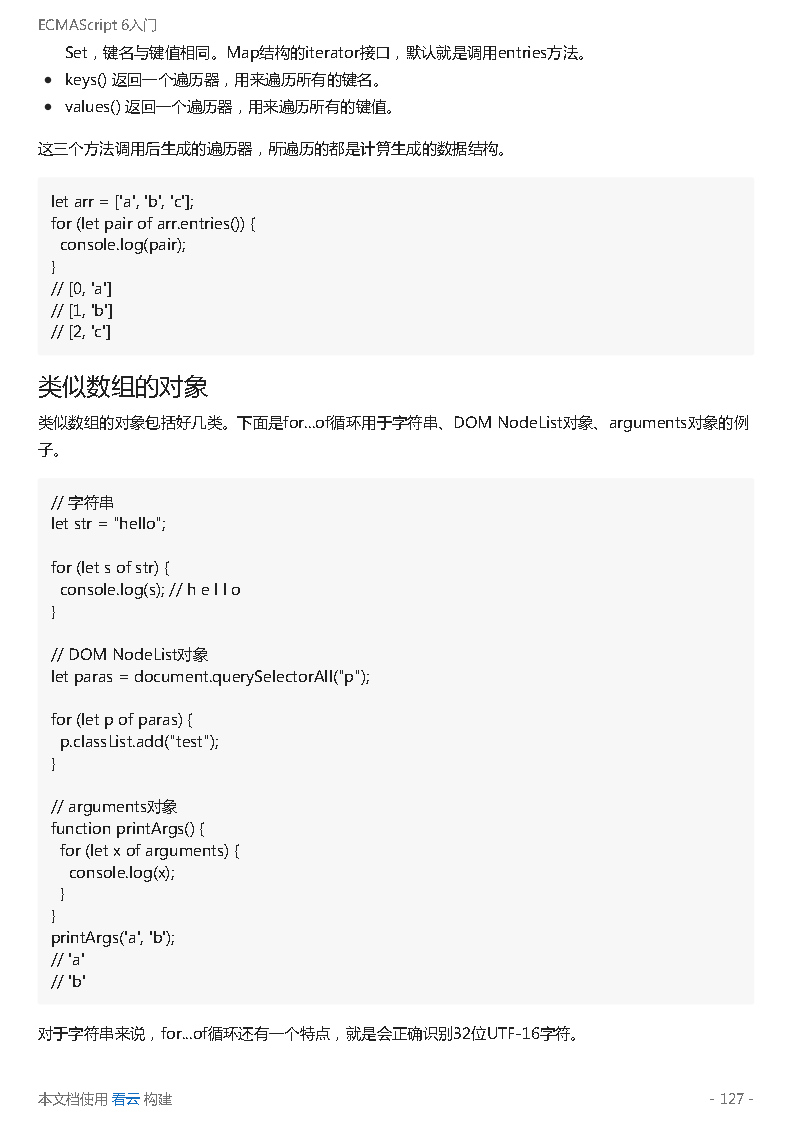 ECMAScript 6入门
Set，键名与键值相同。Map结构的iterator接口，默认就是调用entries方法。
• keys() 返回一个遍历器，用来遍历所有的键名。
• values() 返回一个遍历器，用来遍历所有的键值。
这三个方法调用后生成的遍历器，所遍历的都是计算生成的数据结构。
let arr = ['a', 'b', 'c'];
for (let pair of arr.entries()) {
  console.log(pair);
}
// [0, 'a']
// [1, 'b']
// [2, 'c']
类似数组的对象
类似数组的对象包括好几类。下面是for...of循环用于字符串、DOM NodeList对象、arguments对象的例
子。
// 字符串
let str = "hello";
for (let s of str) {
  console.log(s); // h e l l o
}
// DOM NodeList对象
let paras = document.querySelectorAll("p");
for (let p of paras) {
  p.classList.add("test");
}
// arguments对象
function printArgs() {
  for (let x of arguments) {
    console.log(x);
  }
}
printArgs('a', 'b');
// 'a'
// 'b'
对于字符串来说，for...of循环还有一个特点，就是会正确识别32位UTF-16字符。
本文档使用 看云 构建
- 127 -